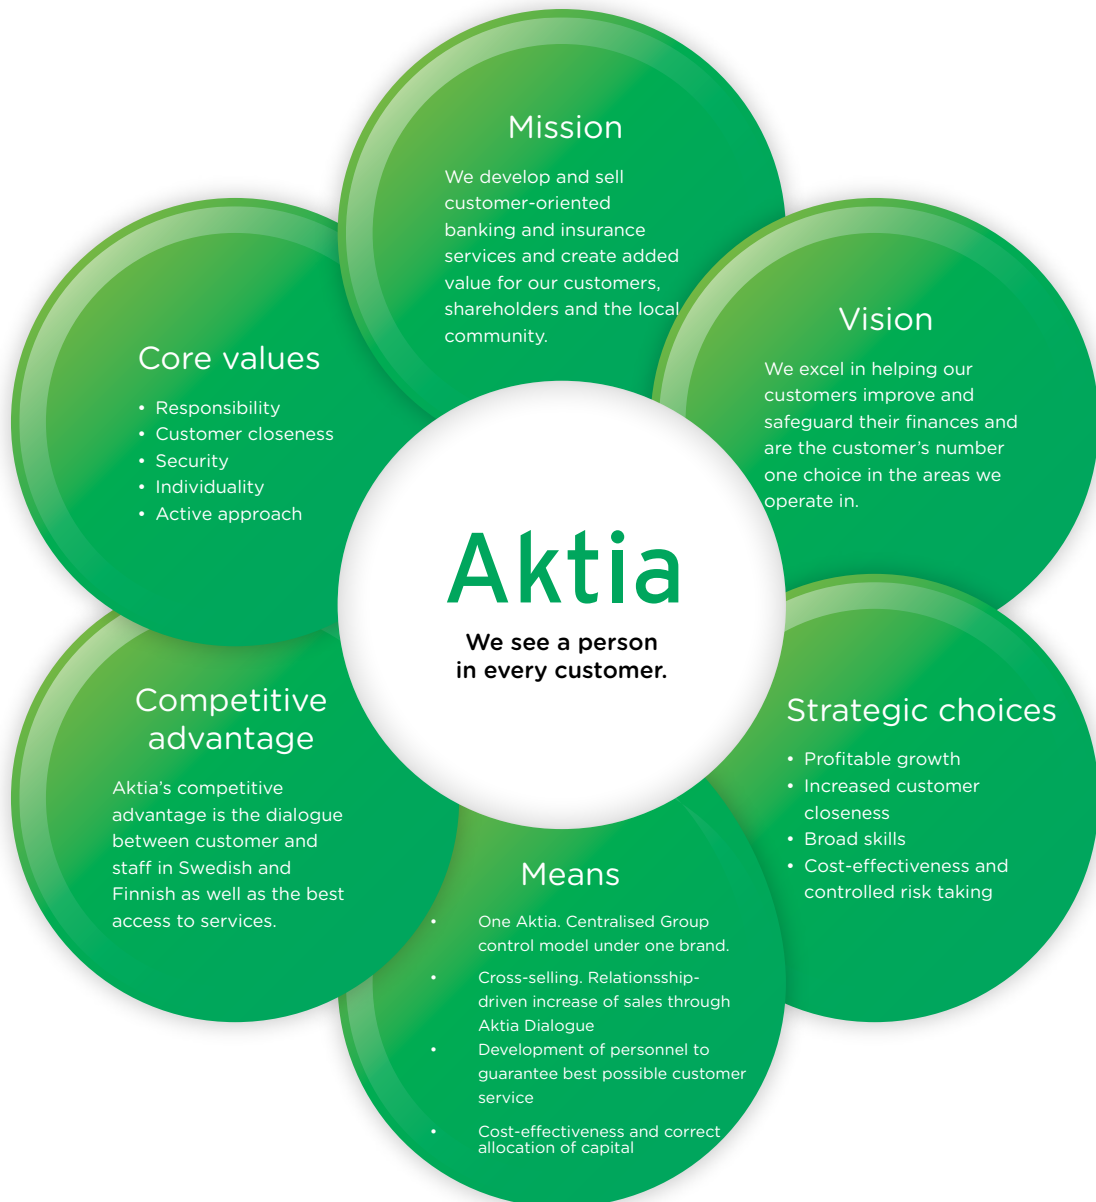 Mission
We develop and sell
customer-oriented
banking and insurance
services and create added
value for our customers,
shareholders and the local
community.
Vision
We excel in helping our
customers improve and
safeguard their finances and
are the customer’s number
one choice in the areas we
operate in.
Core values
• Responsibility
• Customer closeness
• Security
• Individuality
• Active approach
Aktia
We see a person
in every customer.
Competitive
advantage
Aktia’s competitive
advantage is the dialogue
between customer and
staff in Swedish and
Finnish as well as the best
access to services.
Strategic choices
• Profitable growth
• Increased customer
closeness
• Broad skills
• Cost-effectiveness and
controlled risk taking
Means
• One Aktia. Centralised Group
control model under one brand.
• Cross-selling. Relationsship-
driven increase of sales through
Aktia Dialogue
• Development of personnel to
guarantee best possible customer
service
• Cost-effectiveness and correct
allocation of capital